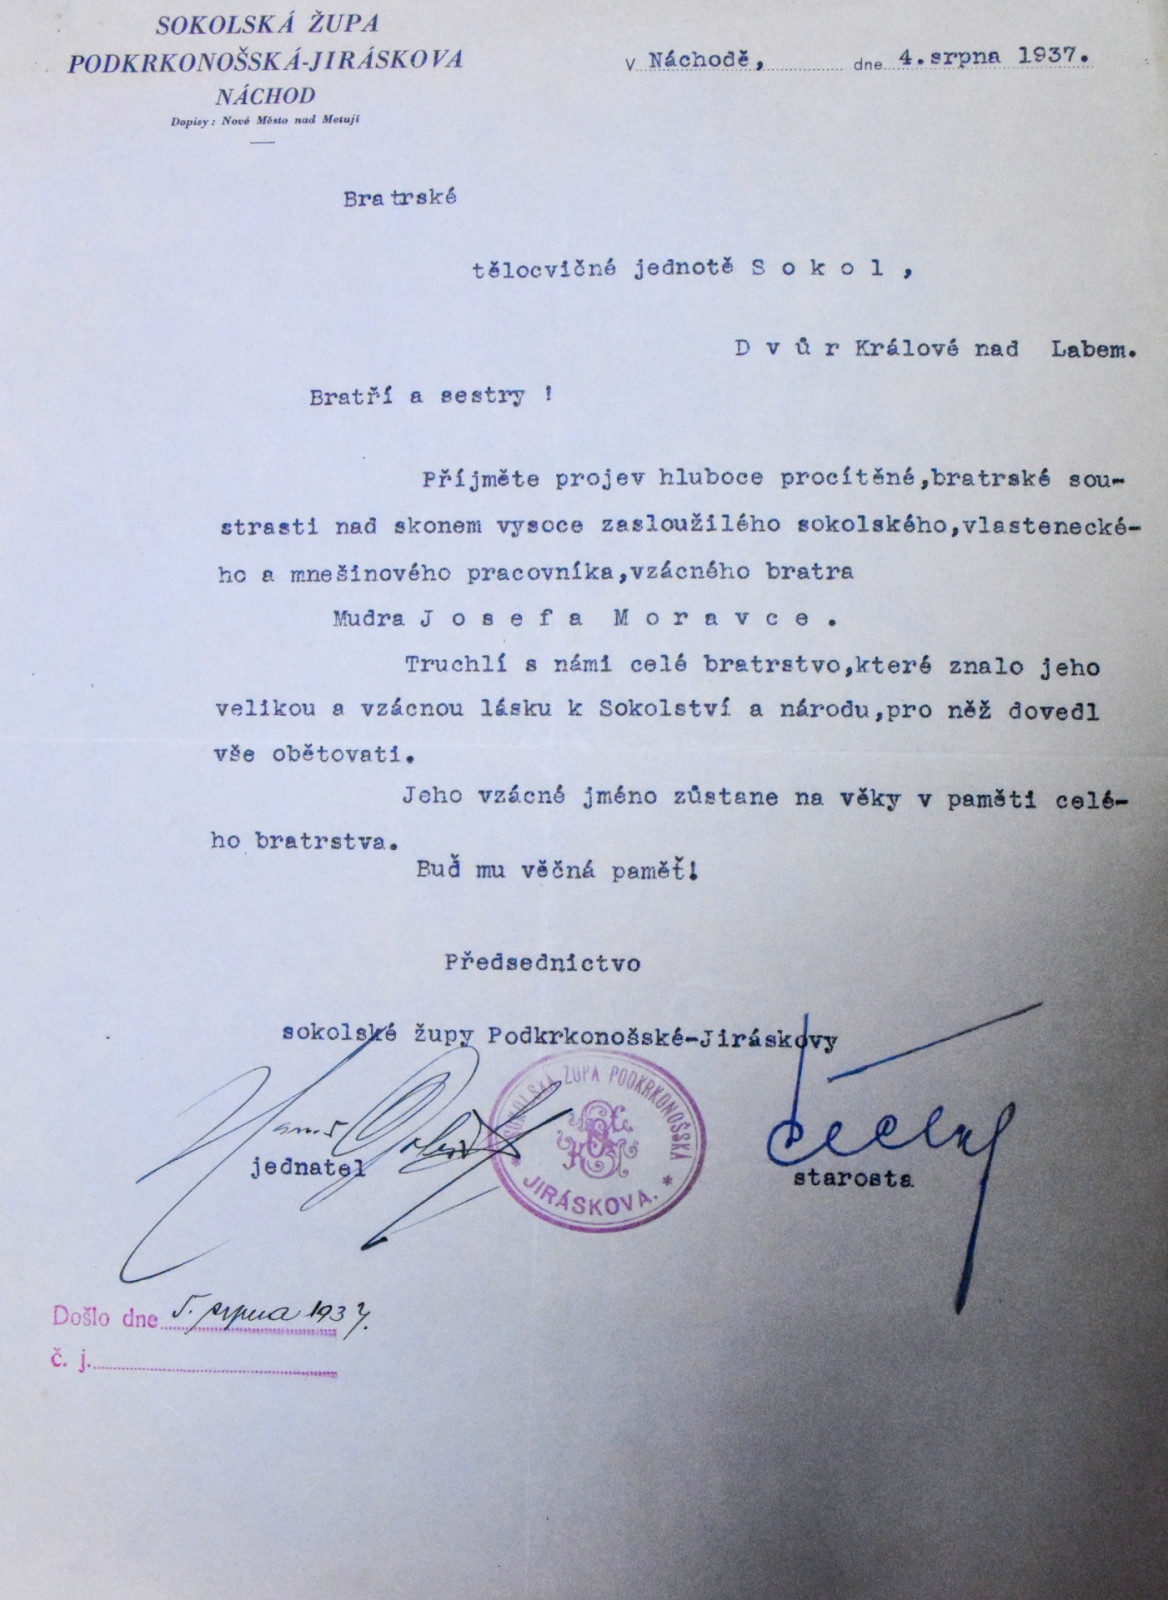 SOKOLSKÁ ŽUPA
PODKRKONOŠSKÁ-JIRÁSKOVA
NÁCHOD
Dopisy: Nové Město nad Metují
v Náchodě, dne 4.srpna 1937.
Bratrské
tělocvičné jednotě S o k o l ,
D v ů r Králové nad Labem.
Bratří a sestry !
Příjměte projev hluboce procítěné,bratrské sou-
strasti nad skonem vysoce zasloužilého sokolského,vlastenecké-
ho a mnešinového pracovníka,vzácného bratra
Mudra J o s e f a M o r a v c e .
Truchlí s námi celé bratrstvo,které znalo jeho
velikou a vzácnou lásku k Sokolství a národu,pro něž dovedl
vše obětovati.
Jeho vzácné jméno zůstane na věky v paměti celé-
ho bratrstva.
Buď mu věčná paměť!
Předsednictvo
sokolské župy Podkrkonošské-Jiráskovy
SOKOLSKÁ ŽUPA PODKRKONOŠSKÁ
* JIRÁSKOVA. *
jednatel
starosta
Došlo dne 5. srpna 1937.
č. j.